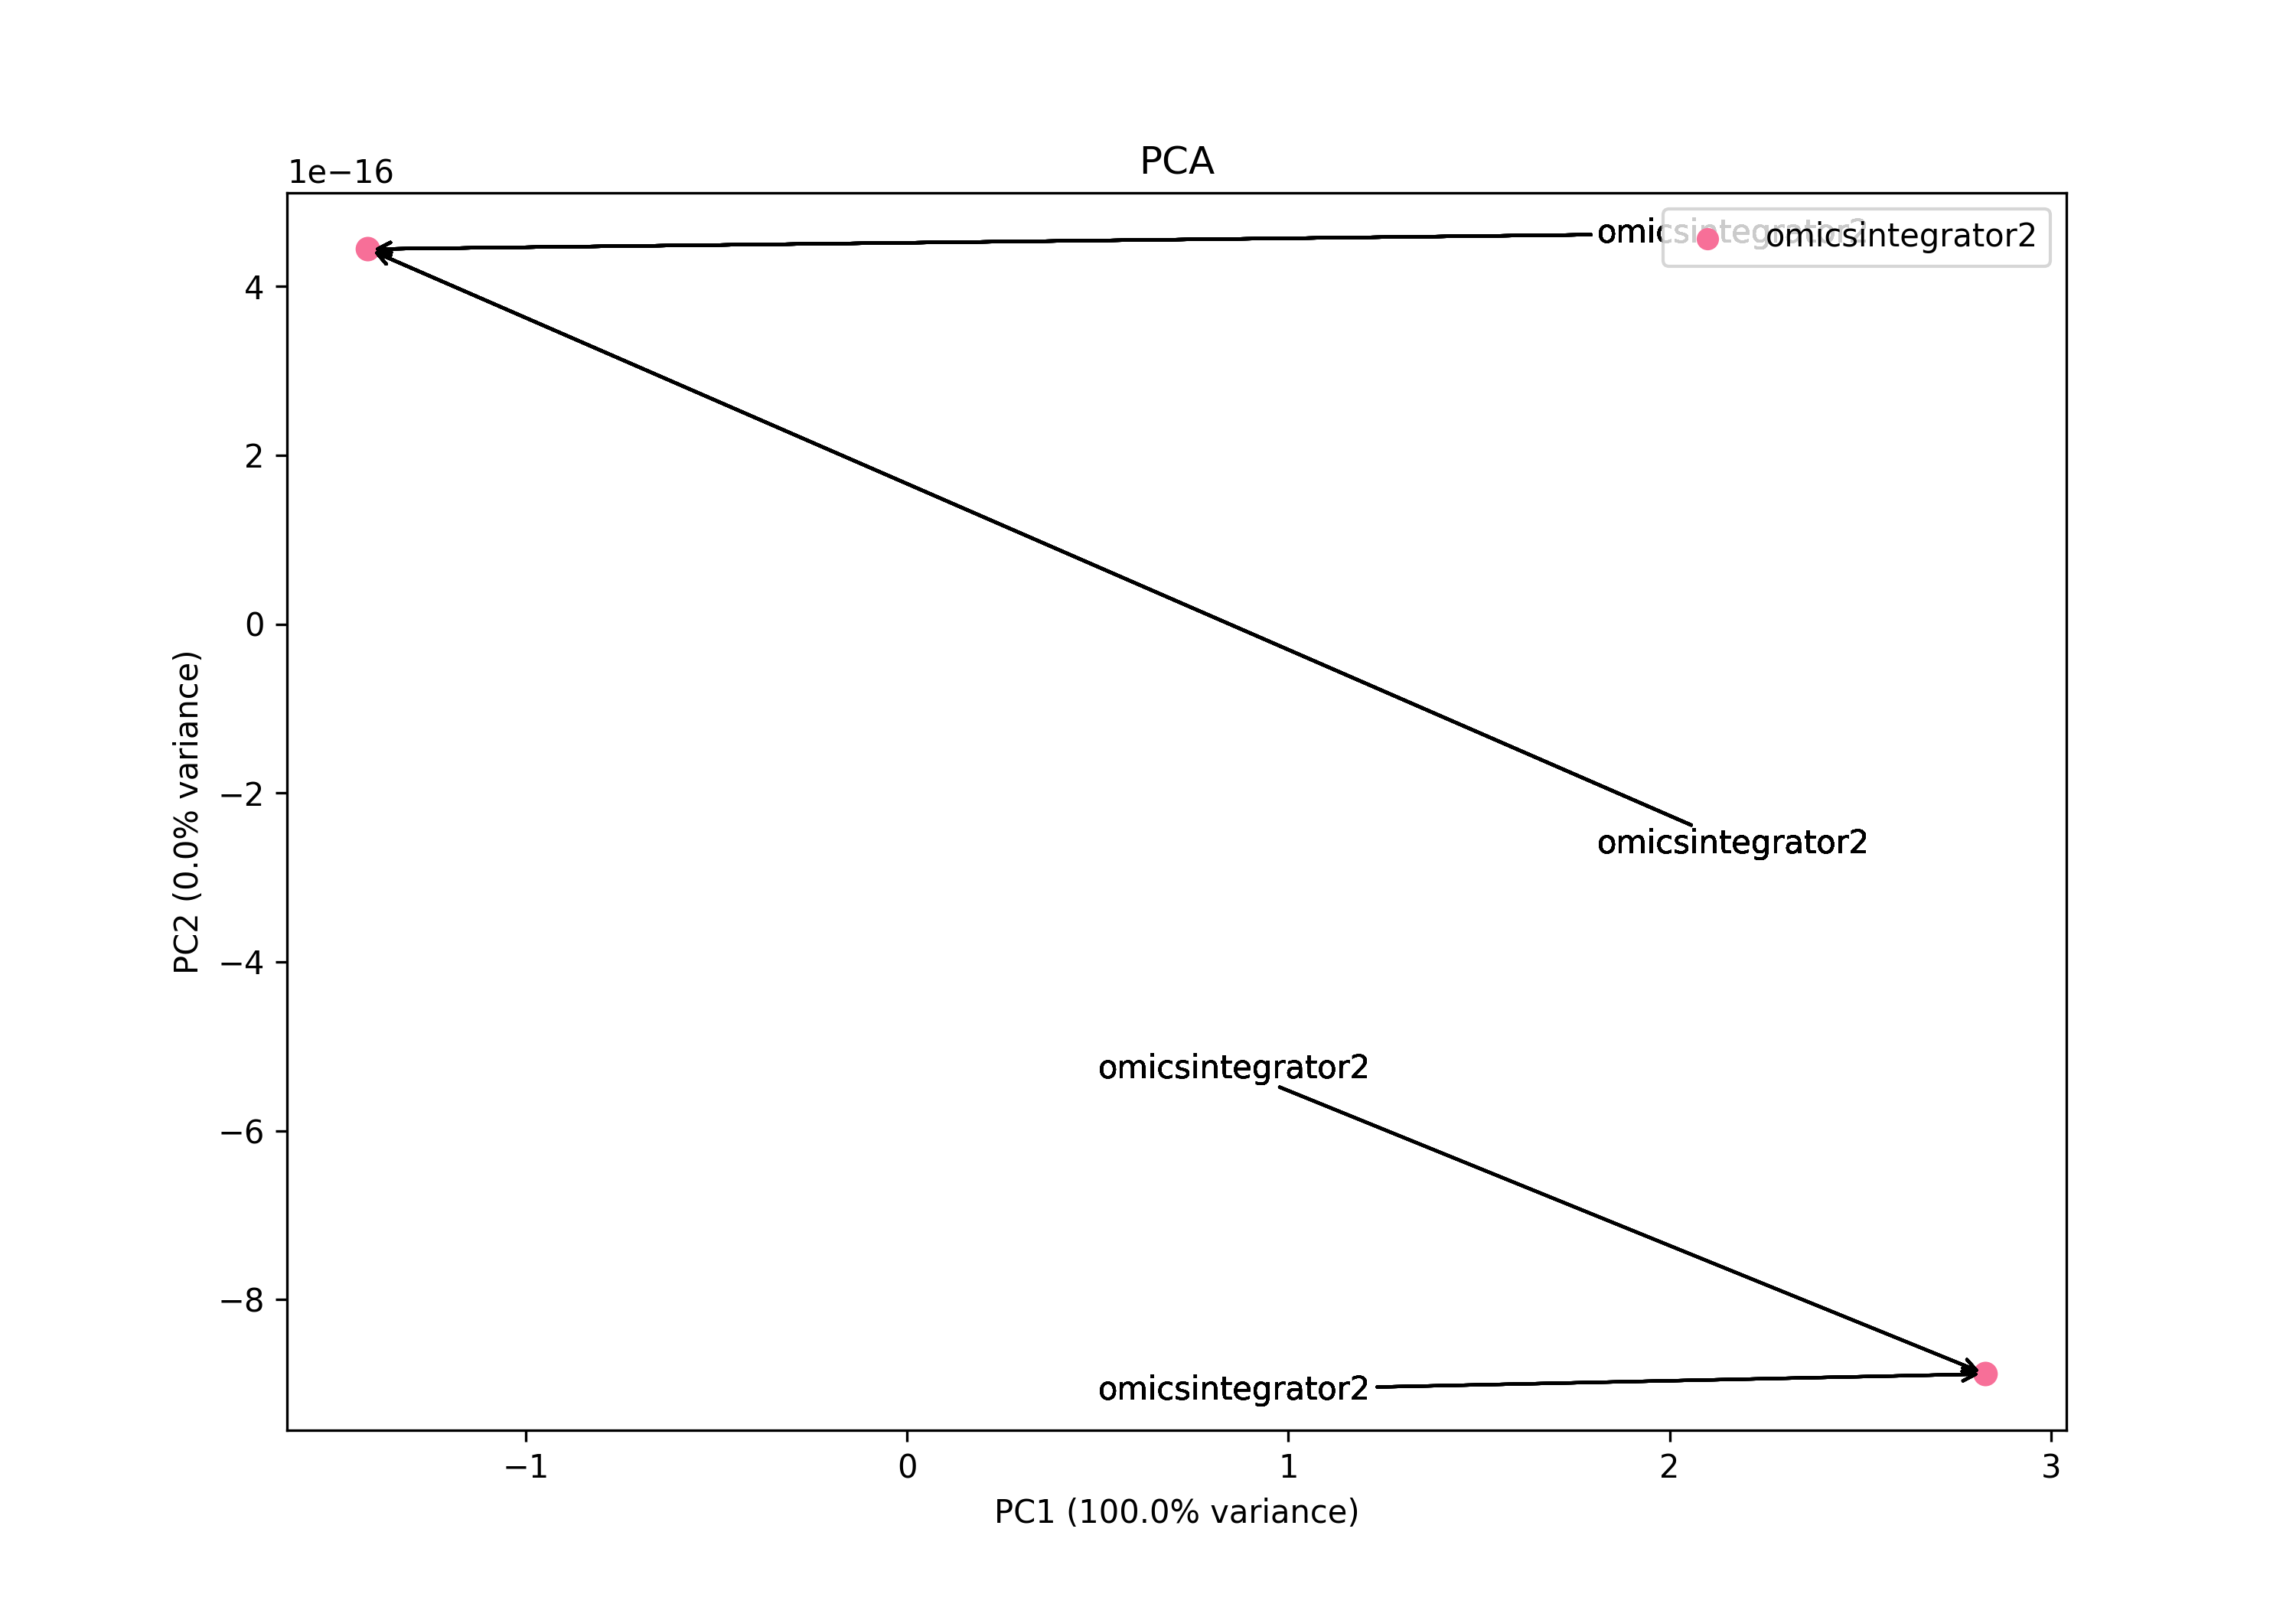 PCA
1e−16
omicsintegrator2
omicsintegrator2
4
2
0
−2
−4
−6
−8
PC2 (0.0% variance)
omicsintegrator2
omicsintegrator2
omicsintegrator2
−1
0
1
2
3
PC1 (100.0% variance)